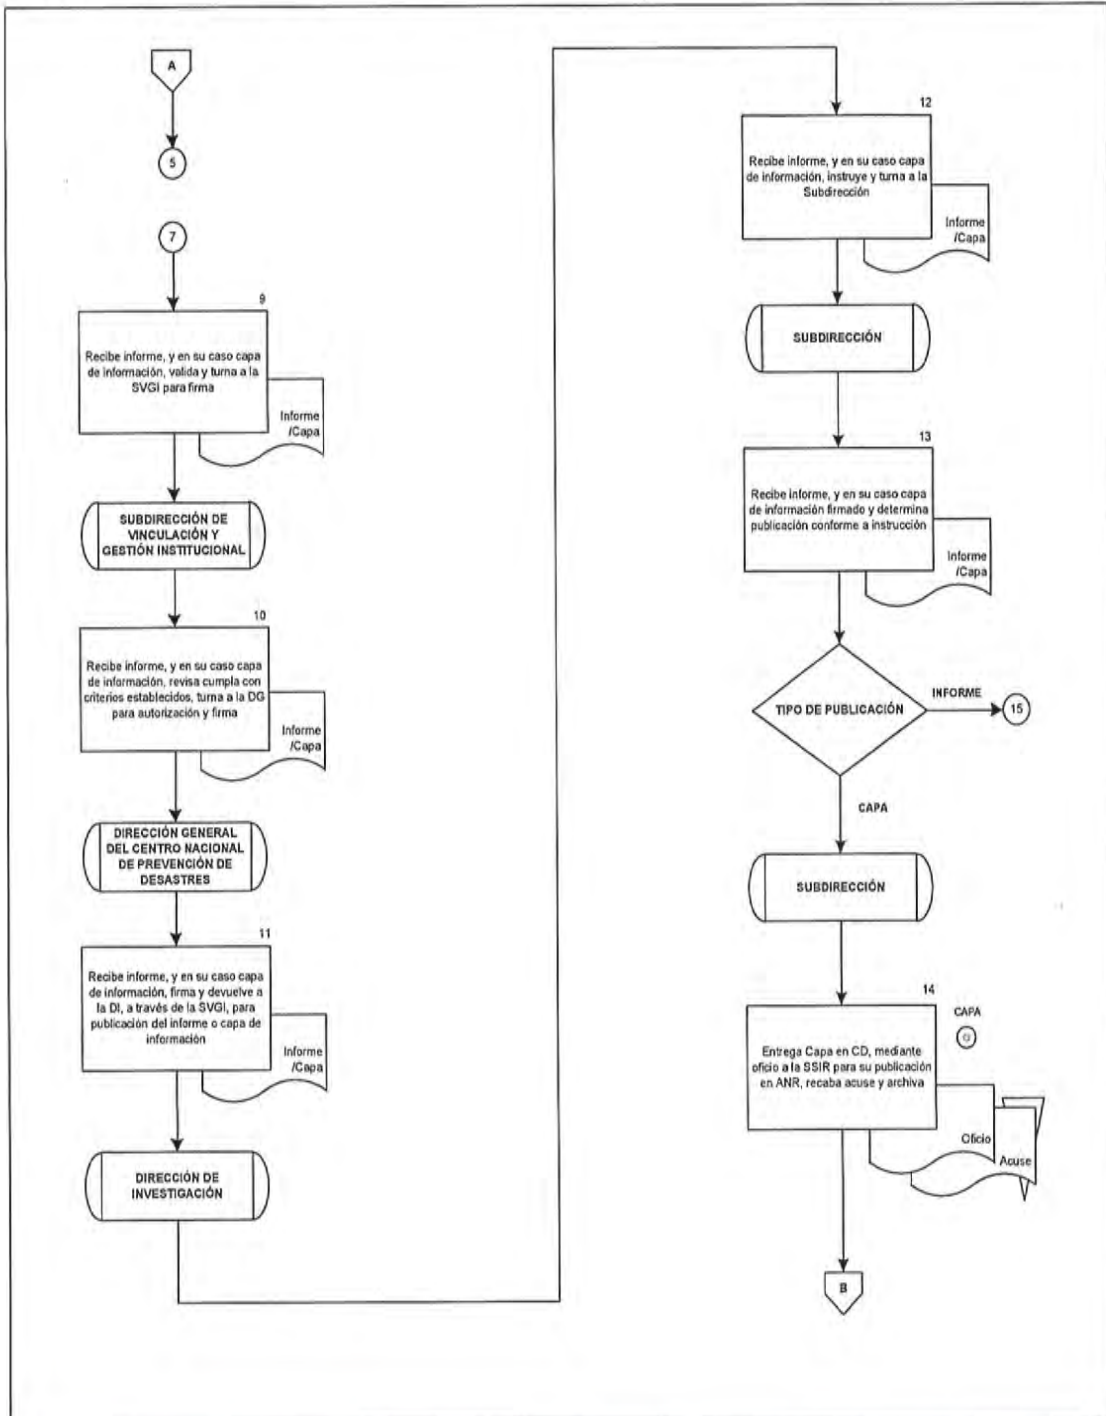 A
5
7
9
Recibe informe, y en su caso capa
de información, valida y turna a la
SVGI para firma
Informe
/Capa
SUBDIRECCIÓN DE
VINCULACIÓN Y
GESTIÓN INSTITUCIONAL
10
Recibe informe, y en su caso capa
de información, revisa cumpla con
criterios establecidos, turna a la DG
para autorización y firma
Informe
/Capa
DIRECCIÓN GENERAL
DEL CENTRO NACIONAL
DE PREVENCIÓN DE
DESASTRES
11
Recibe informe, y en su caso capa
de información, firma y devuelve a
la DI, a través de la SVGI, para
publicación del informe o capa de
información
Informe
/Capa
DIRECCIÓN DE
INVESTIGACIÓN
12
Recibe informe, y en su caso capa
de información, instruye y turna a la
Subdirección
Informe
/Capa
SUBDIRECCIÓN
13
Recibe informe, y en su caso capa
de información firmado y determina
publicación conforme a instrucción
Informe
/Capa
TIPO DE PUBLICACIÓN
INFORME
15
CAPA
SUBDIRECCIÓN
14
CAPA
Entrega Capa en CD, mediante
oficio a la SSIR para su publicación
en ANR, recaba acuse y archiva
Oficio
Acuse
B